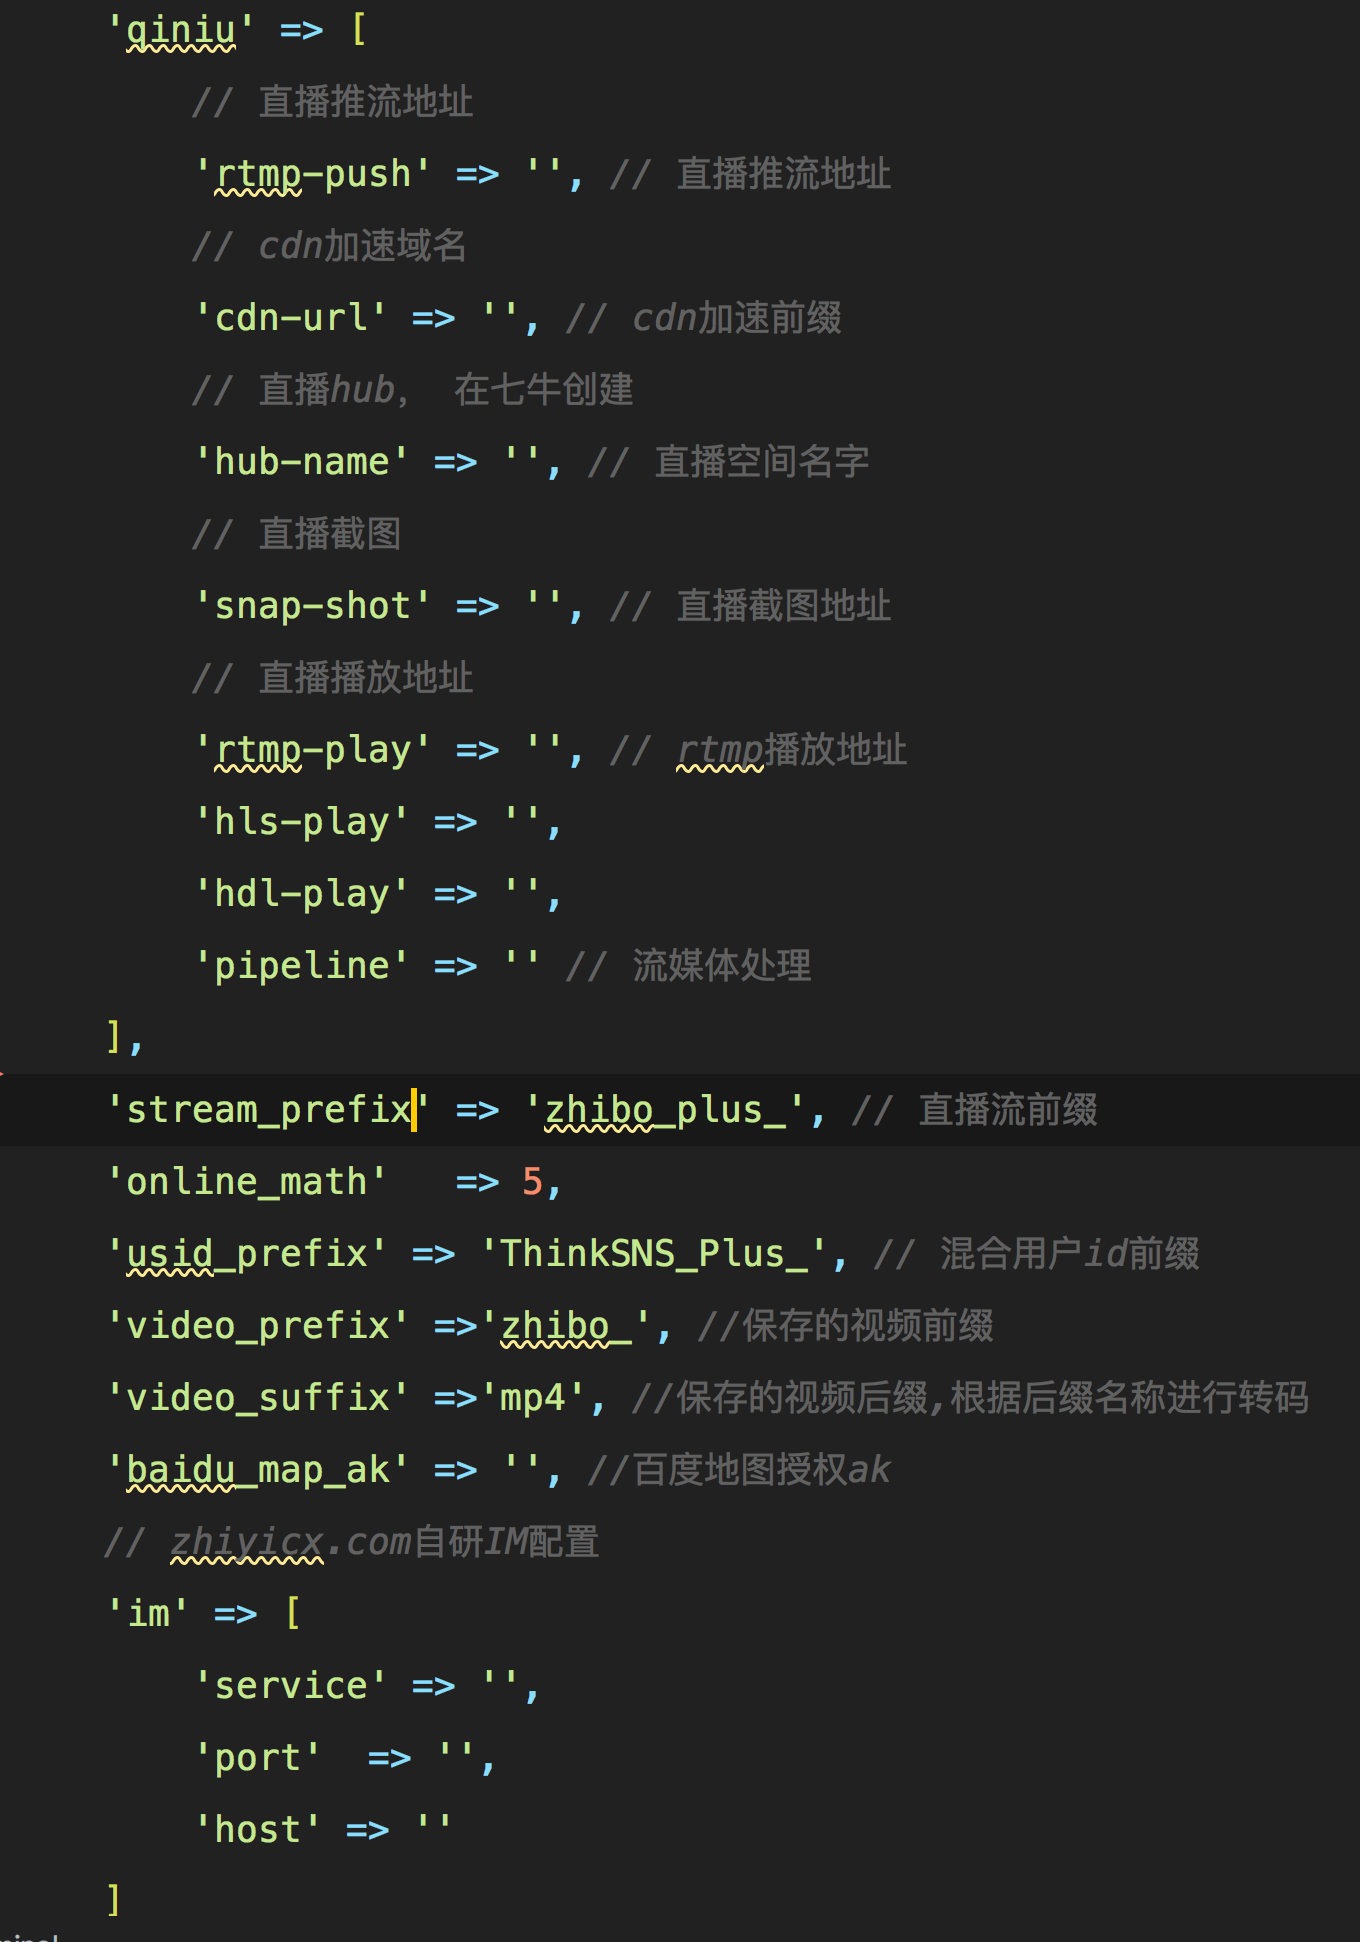 'qiniu' => [
// 直播推流地址
'rtmp-push' => '', // 直播推流地址
// cdn加速域名
'cdn-url' => '', // cdn加速前缀
// 直播hub， 在七牛创建
'hub-name' => '', // 直播空间名字
// 直播截图
'snap-shot' => '', // 直播截图地址
// 直播播放地址
'rtmp-play' => '', // rtmp播放地址
'hls-play' => '',
'hdl-play' => '',
'pipeline' => '' // 流媒体处理
],
'stream_prefix' => 'zhibo_plus_', // 直播流前缀
'online_math'   => 5,
'usid_prefix' => 'ThinkSNS_Plus_', // 混合用户id前缀
'video_prefix' =>'zhibo_', //保存的视频前缀
'video_suffix' =>'mp4', //保存的视频后缀,根据后缀名称进行转码
'baidu_map_ak' => '', //百度地图授权ak
// zhiyicx.com自研IM配置
'im' => [
'service' => '',
'port'  => '',
'host' => ''
]